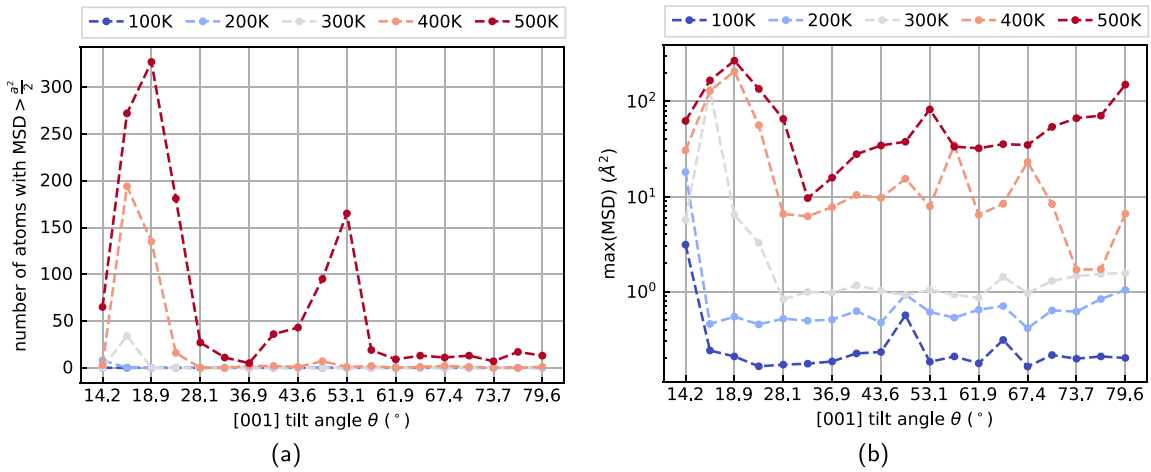 100K 200K 300K 400K 500K
number of atoms with MSD > a²/2
300
250
200
150
100
50
0
14.2 18.9 28.1 36.9 43.6 53.1 61.9 67.4 73.7 79.6
[001] tilt angle θ (°)
(a)
100K 200K 300K 400K 500K
max(MSD) (Å²)
10²
10¹
10⁰
14.2 18.9 28.1 36.9 43.6 53.1 61.9 67.4 73.7 79.6
[001] tilt angle θ (°)
(b)